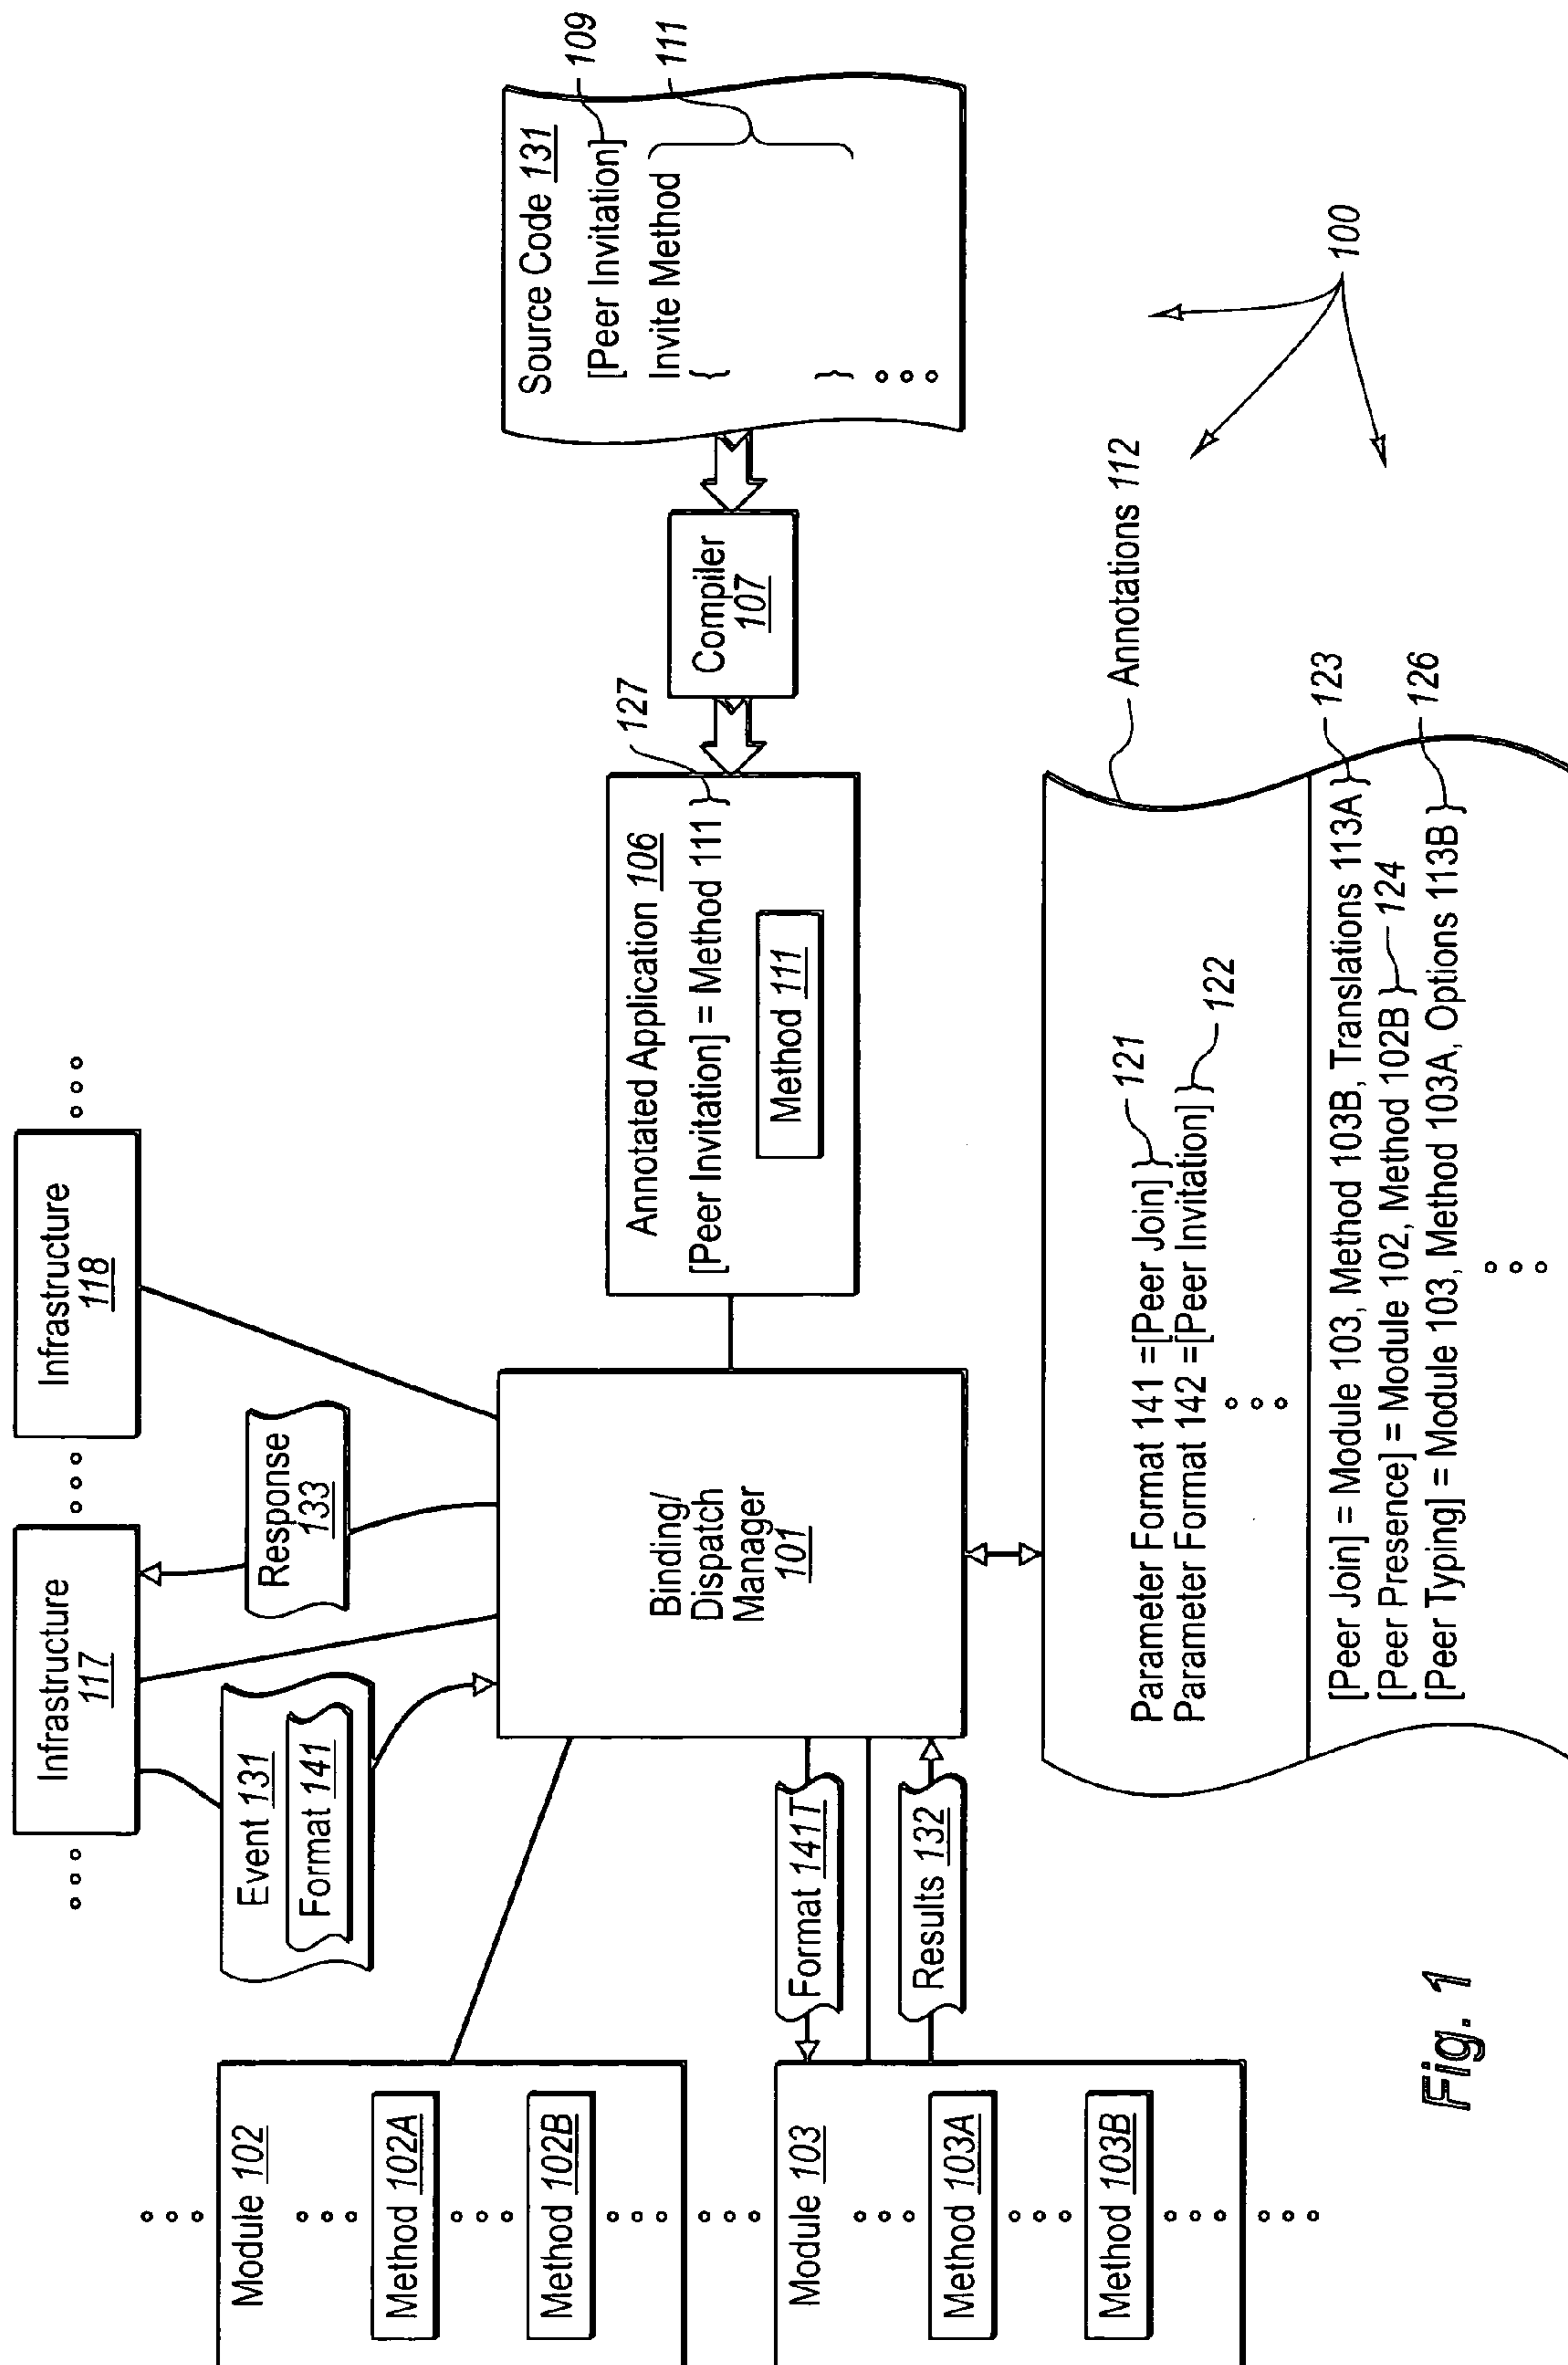 Infrastructure
117
Infrastructure
118
Event 131
Format 141
Response
133
Module 102
Method 102A
Method 102B
Binding/
Dispatch
Manager
101
Annotated Application 106
[Peer Invitation] = Method 111
127
Method 111
Compiler
107
Source Code 131
[Peer Invitation]
109
Invite Method
111
{
}
Format 141T
Results 132
Module 103
Method 103A
Method 103B
Annotations 112
100
Parameter Format 141 =[Peer Join] } 121
Parameter Format 142 =[Peer Invitation] } 122
[Peer Join] = Module 103, Method 103B, Translations 113A } 123
[Peer Presence] = Module 102, Method 102B } 124
[Peer Typing] = Module 103, Method 103A, Options 113B } 126
Fig. 1